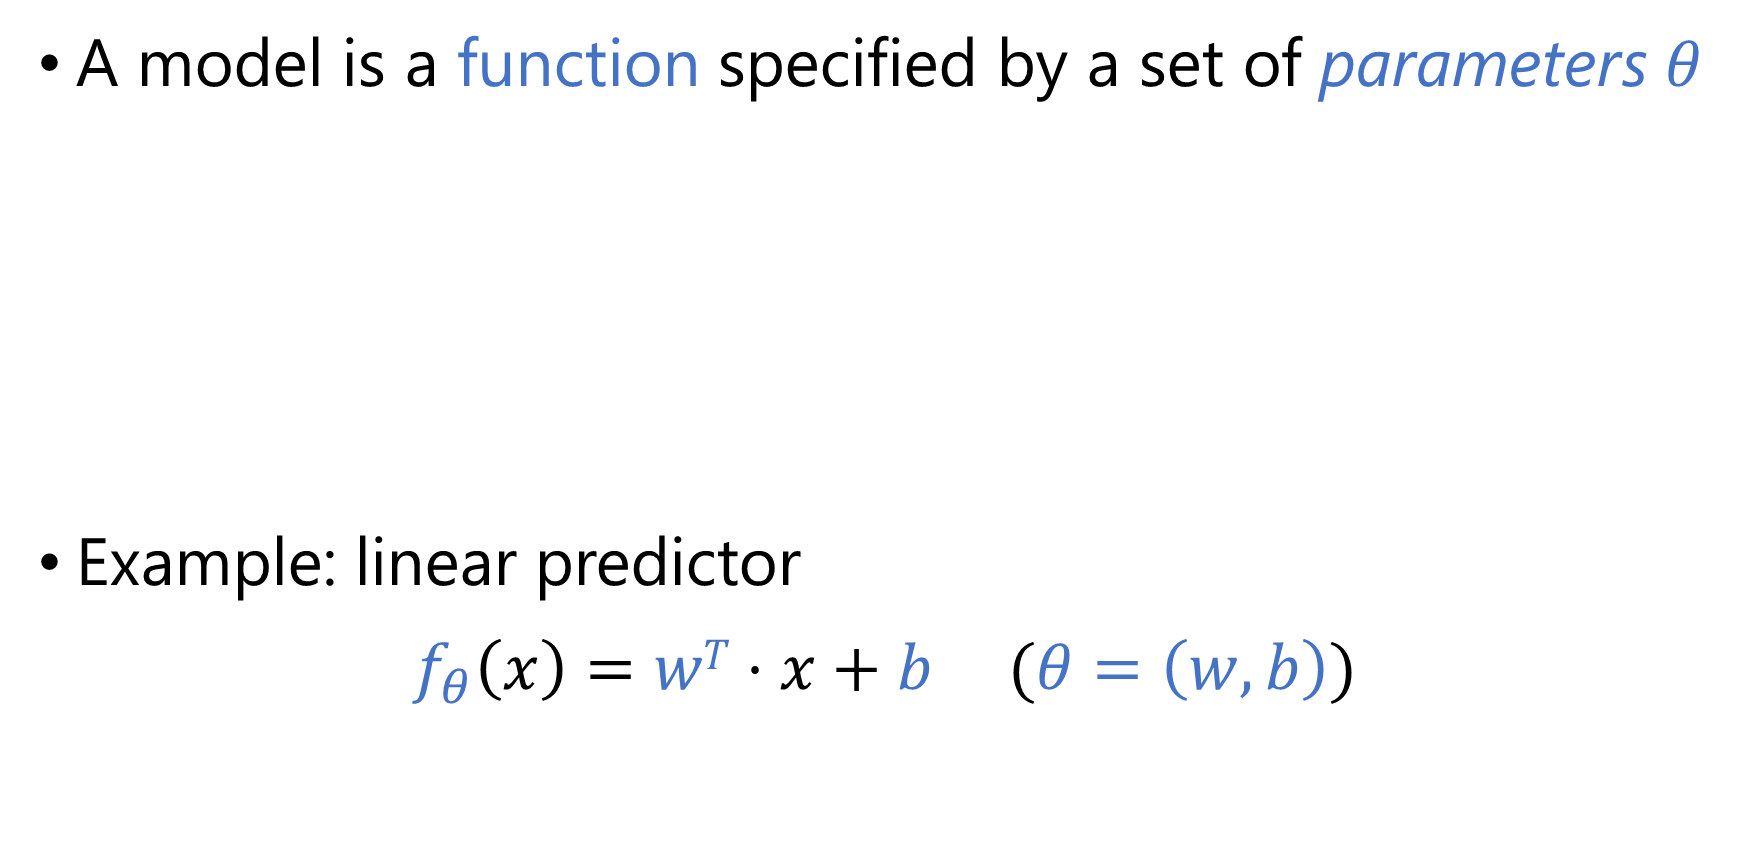 • A model is a function specified by a set of parameters θ
• Example: linear predictor
f_θ(x) = w^T · x + b (θ = (w, b))